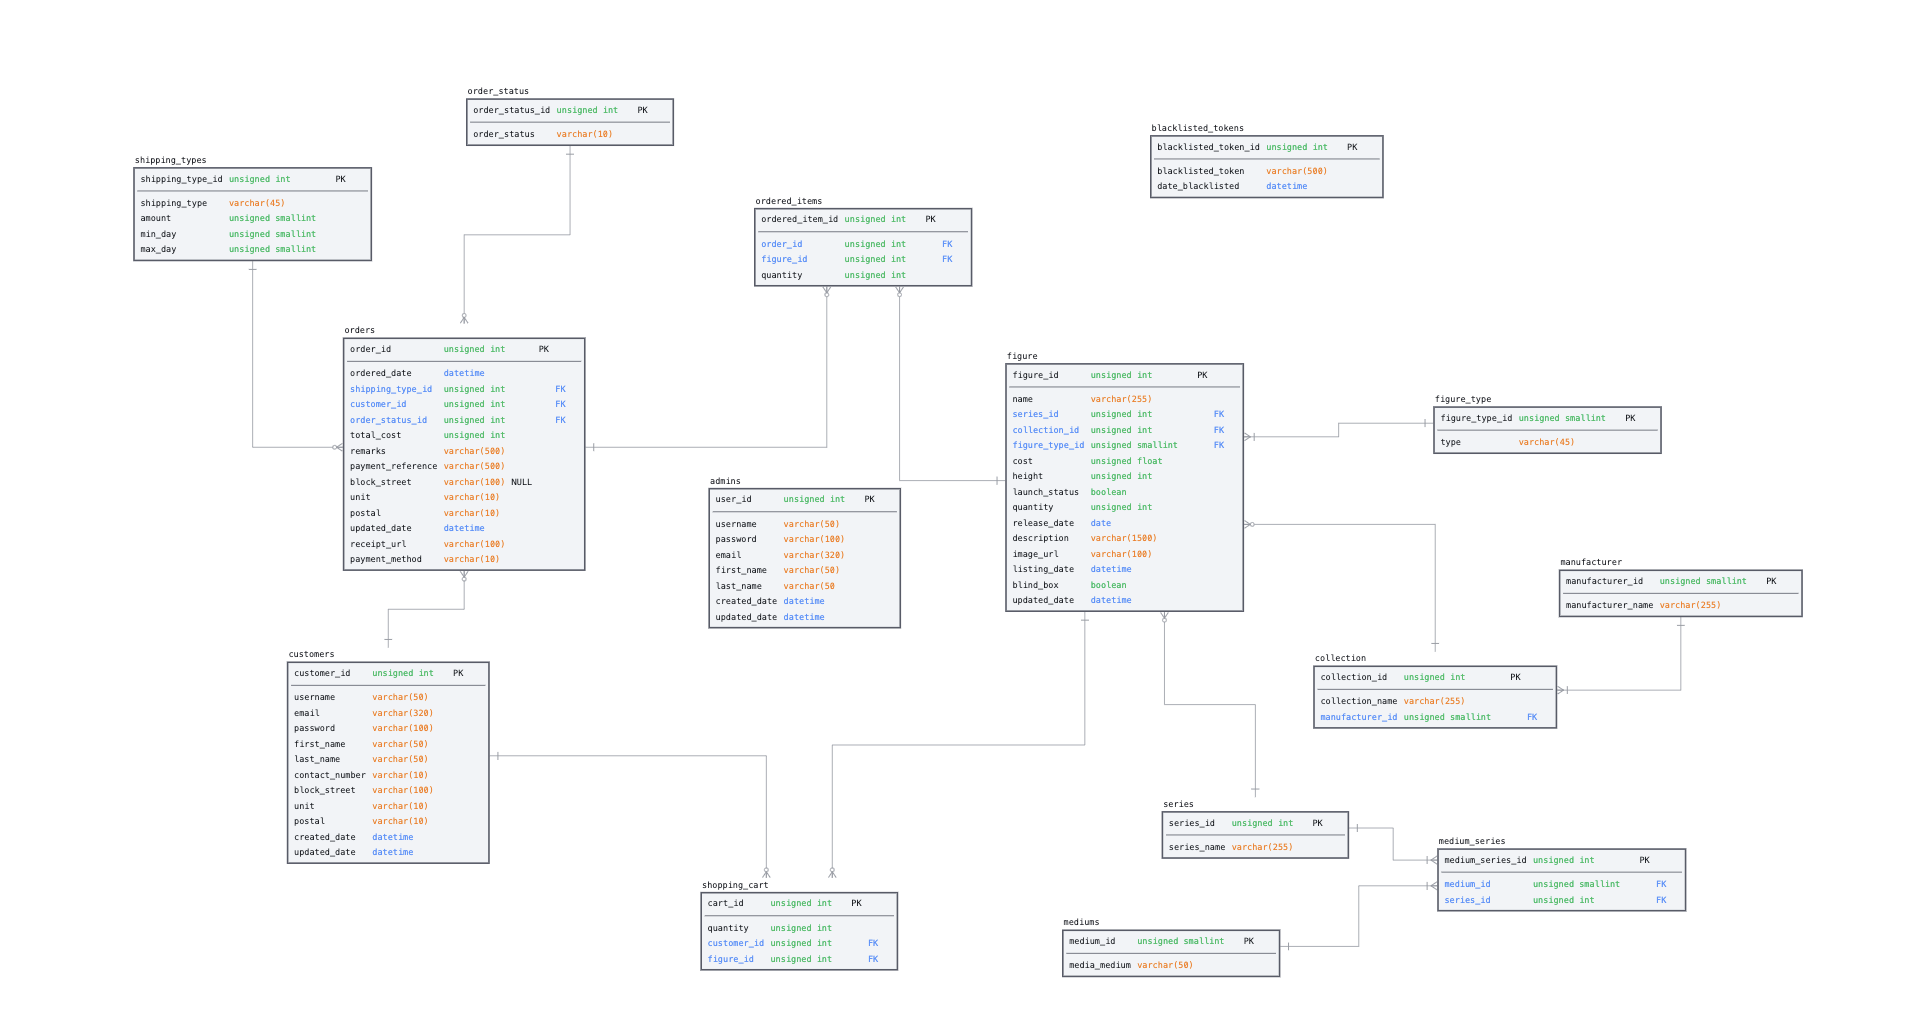 order_status
order_status_id unsigned int PK
order_status varchar(10)
shipping_types
shipping_type_id unsigned int PK
shipping_type varchar(45)
amount unsigned smallint
min_day unsigned smallint
max_day unsigned smallint
blacklisted_tokens
blacklisted_token_id unsigned int PK
blacklisted_token varchar(500)
date_blacklisted datetime
ordered_items
ordered_item_id unsigned int PK
order_id unsigned int FK
figure_id unsigned int FK
quantity unsigned int
orders
order_id unsigned int PK
ordered_date datetime
shipping_type_id unsigned int FK
customer_id unsigned int FK
order_status_id unsigned int FK
total_cost unsigned int
remarks varchar(500)
payment_reference varchar(500)
block_street varchar(100) NULL
unit varchar(10)
postal varchar(10)
updated_date datetime
receipt_url varchar(100)
payment_method varchar(10)
figure
figure_id unsigned int PK
name varchar(255)
series_id unsigned int FK
collection_id unsigned int FK
figure_type_id unsigned smallint FK
cost unsigned float
height unsigned int
launch_status boolean
quantity unsigned int
release_date date
description varchar(1500)
image_url varchar(100)
listing_date datetime
blind_box boolean
updated_date datetime
figure_type
figure_type_id unsigned smallint PK
type varchar(45)
admins
user_id unsigned int PK
username varchar(50)
password varchar(100)
email varchar(320)
first_name varchar(50)
last_name varchar(50
created_date datetime
updated_date datetime
manufacturer
manufacturer_id unsigned smallint PK
manufacturer_name varchar(255)
customers
customer_id unsigned int PK
username varchar(50)
email varchar(320)
password varchar(100)
first_name varchar(50)
last_name varchar(50)
contact_number varchar(10)
block_street varchar(100)
unit varchar(10)
postal varchar(10)
created_date datetime
updated_date datetime
collection
collection_id unsigned int PK
collection_name varchar(255)
manufacturer_id unsigned smallint FK
series
series_id unsigned int PK
series_name varchar(255)
medium_series
medium_series_id unsigned int PK
medium_id unsigned smallint FK
series_id unsigned int FK
shopping_cart
cart_id unsigned int PK
quantity unsigned int
customer_id unsigned int FK
figure_id unsigned int FK
mediums
medium_id unsigned smallint PK
media_medium varchar(50)